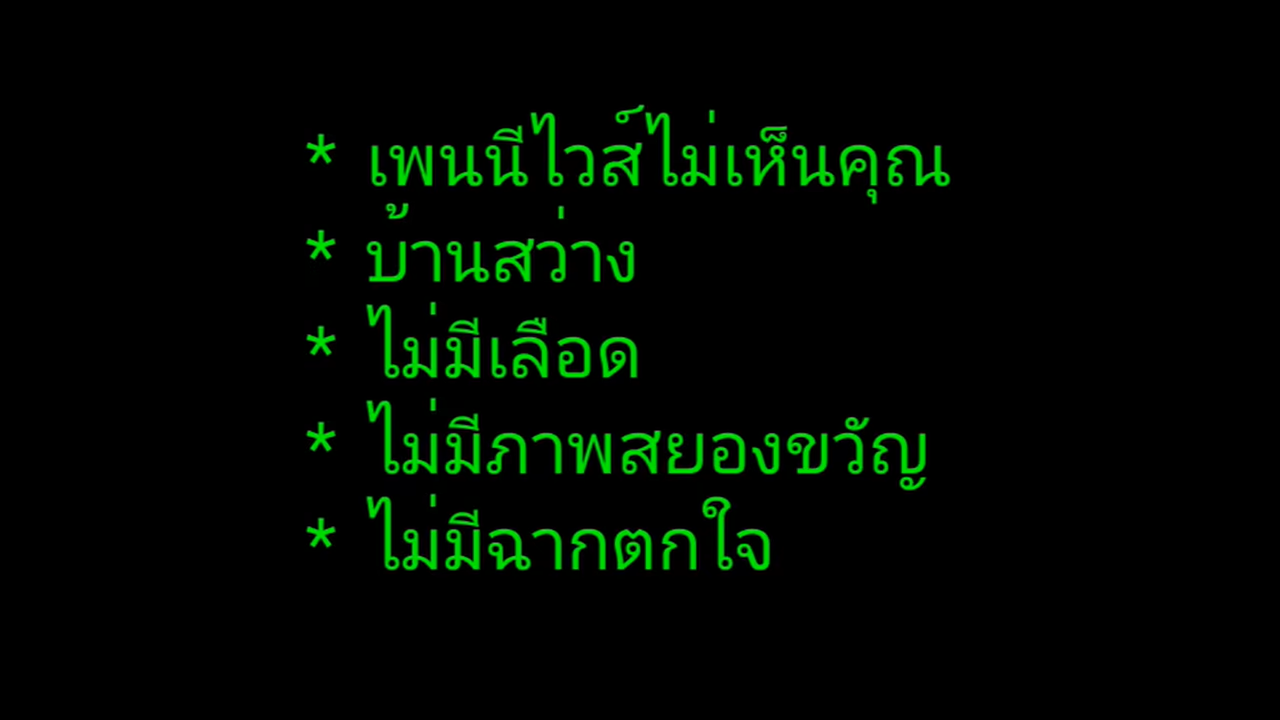 * เพนนีไวส์ไม่เห็นคุณ
* บ้านสว่าง
* ไม่มีเลือด
* ไม่มีภาพสยองขวัญ
* ไม่มีฉากตกใจ